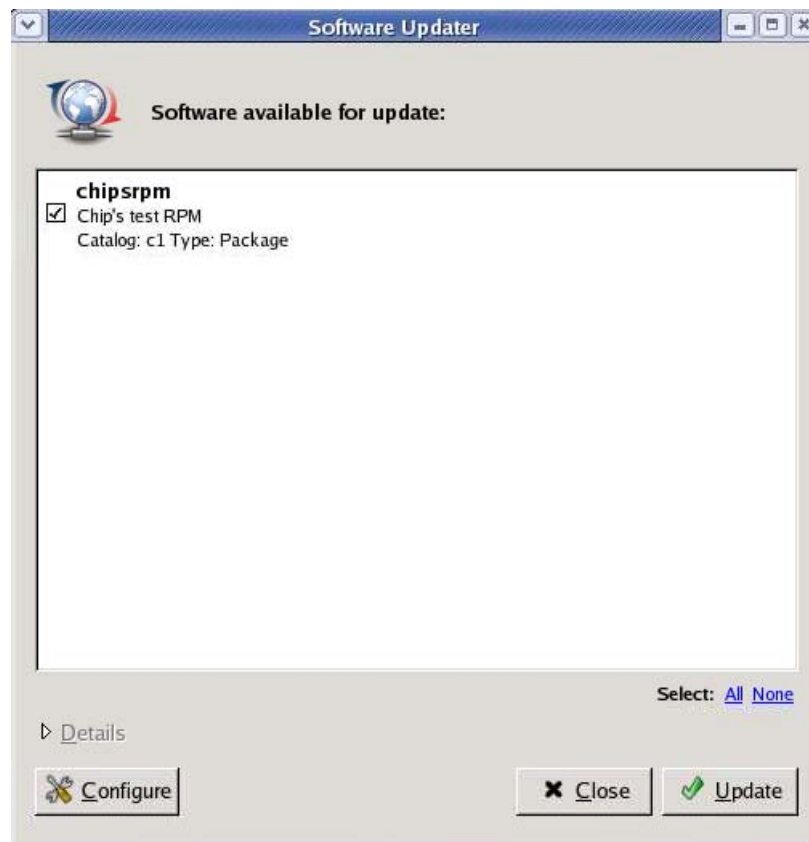 Software Updater
Software available for update:
chipsrpm
Chip's test RPM
Catalog: c1 Type: Package
Select: All None
Details
Configure
Close
Update